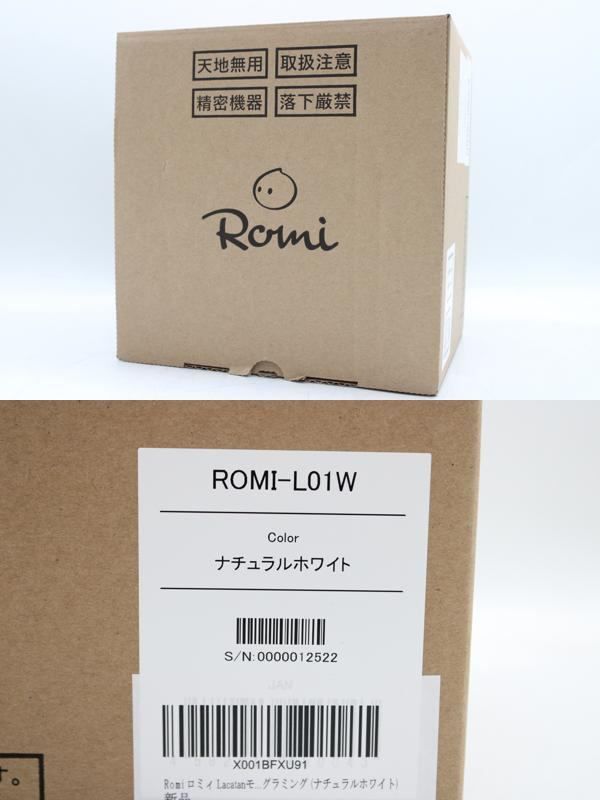 天地無用 取扱注意
精密機器 落下厳禁
Romi
ROMI-L01W
Color
ナチュラルホワイト
S/N:0000012522
JAN
X001BFXU91
Romi ロミィ Lacatanモ...グラミング (ナチュラルホワイト)
新品
す。